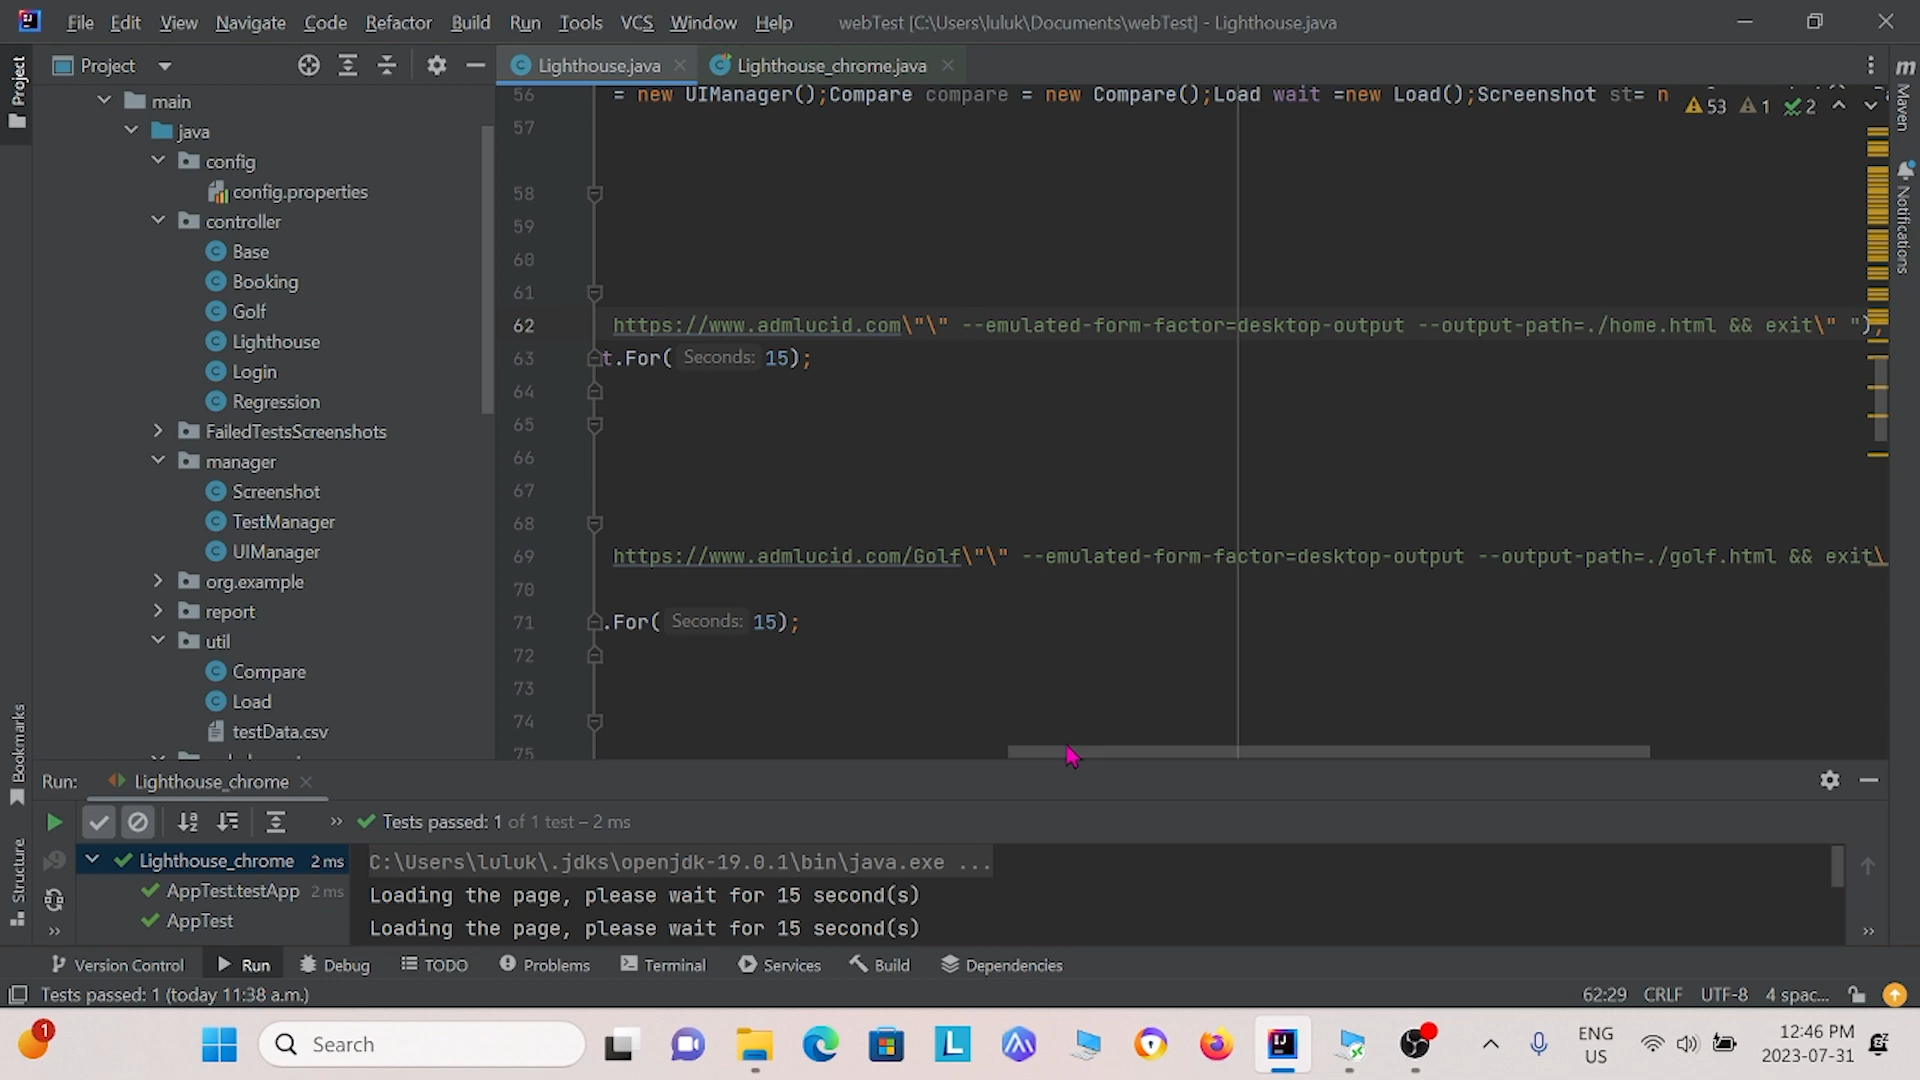 File Edit View Navigate Code Refactor Build Run Tools VCS Window Help webTest [C:\Users\luluk\Documents\webTest] - Lighthouse.java
Project
Lighthouse.java
Lighthouse_chrome.java
main
java
config
config.properties
controller
Base
Booking
Golf
Lighthouse
Login
Regression
FailedTestsScreenshots
manager
Screenshot
TestManager
UIManager
org.example
report
util
Compare
Load
testData.csv
Project
Bookmarks
Structure
Maven
Notifications
53 1 2
56 = new UIManager();Compare compare = new Compare();Load wait =new Load();Screenshot st= n
57
58
59
60
61
62 https://www.admlucid.com\"\" --emulated-form-factor=desktop-output --output-path=./home.html && exit\" ");
63 t.For( Seconds: 15);
64
65
66
67
68
69 https://www.admlucid.com/Golf\"\" --emulated-form-factor=desktop-output --output-path=./golf.html && exit\
70
71 .For( Seconds: 15);
72
73
74
75
Run: Lighthouse_chrome
Tests passed: 1 of 1 test – 2 ms
Lighthouse_chrome 2 ms
AppTest.testApp 2 ms
AppTest
C:\Users\luluk\.jdks\openjdk-19.0.1\bin\java.exe ...
Loading the page, please wait for 15 second(s)
Loading the page, please wait for 15 second(s)
Version Control Run Debug TODO Problems Terminal Services Build Dependencies
Tests passed: 1 (today 11:38 a.m.)
62:29 CRLF UTF-8 4 spac...
1
Search
ENG
US
12:46 PM
2023-07-31